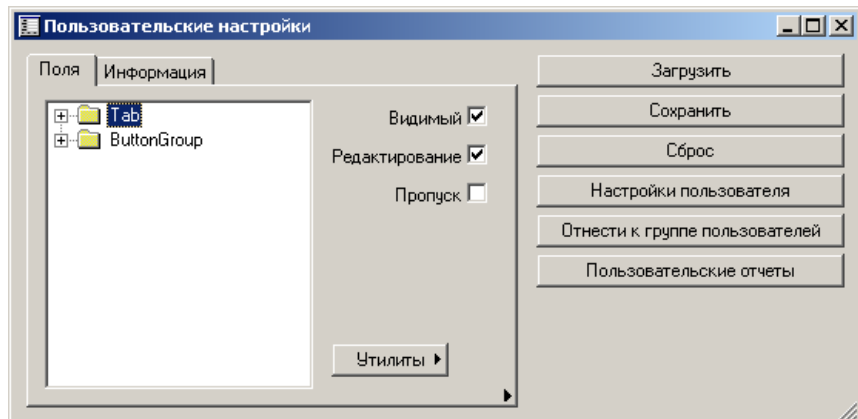 Пользовательские настройки
Поля
Информация
Tab
ButtonGroup
Видимый
Редактирование
Пропуск
Утилиты
Загрузить
Сохранить
Сброс
Настройки пользователя
Отнести к группе пользователей
Пользовательские отчеты